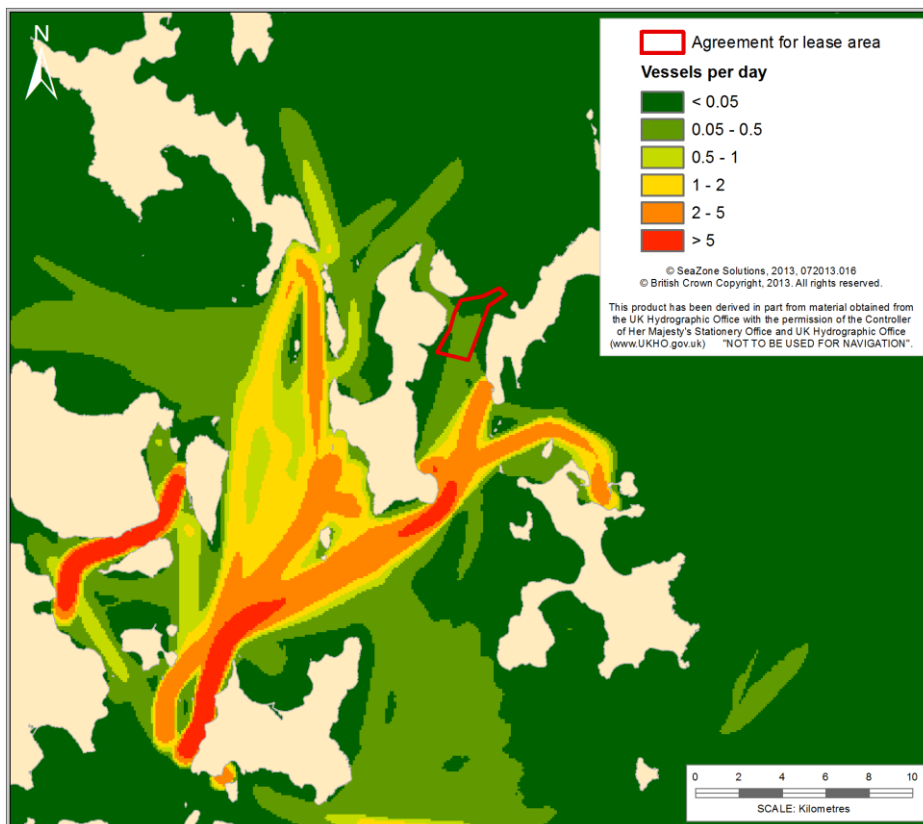 N
Agreement for lease area
Vessels per day
< 0.05
0.05 - 0.5
0.5 - 1
1 - 2
2 - 5
> 5
© SeaZone Solutions, 2013, 072013.016
© British Crown Copyright, 2013. All rights reserved.
This product has been derived in part from material obtained from
the UK Hydrographic Office with the permission of the Controller
of Her Majesty's Stationery Office and UK Hydrographic Office
(www.UKHO.gov.uk) "NOT TO BE USED FOR NAVIGATION".
0 2 4 6 8 10
SCALE: Kilometres